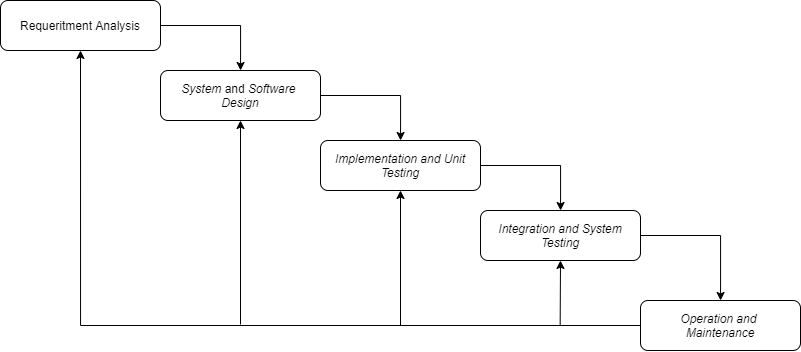 Requeritment Analysis
System and Software
Design
Implementation and Unit
Testing
Integration and System
Testing
Operation and
Maintenance